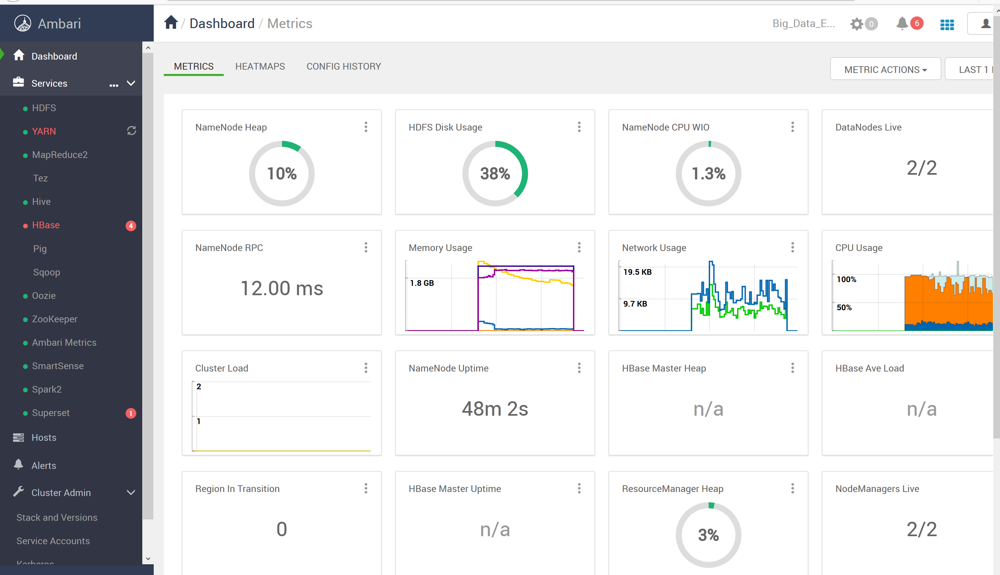 Ambari
/ Dashboard / Metrics
Big_Data_E...
0
6
Dashboard
Services
HDFS
YARN
MapReduce2
Tez
Hive
HBase
4
Pig
Sqoop
Oozie
ZooKeeper
Ambari Metrics
SmartSense
Spark2
Superset
1
Hosts
Alerts
Cluster Admin
Stack and Versions
Service Accounts
Kerberos
METRICS HEATMAPS CONFIG HISTORY
METRIC ACTIONS
LAST 1
NameNode Heap
10%
HDFS Disk Usage
38%
NameNode CPU WIO
1.3%
DataNodes Live
2/2
NameNode RPC
12.00 ms
Memory Usage
1.8 GB
Network Usage
19.5 KB
9.7 KB
CPU Usage
100%
50%
Cluster Load
2
1
NameNode Uptime
48m 2s
HBase Master Heap
n/a
HBase Ave Load
n/a
Region In Transition
0
HBase Master Uptime
n/a
ResourceManager Heap
3%
NodeManagers Live
2/2